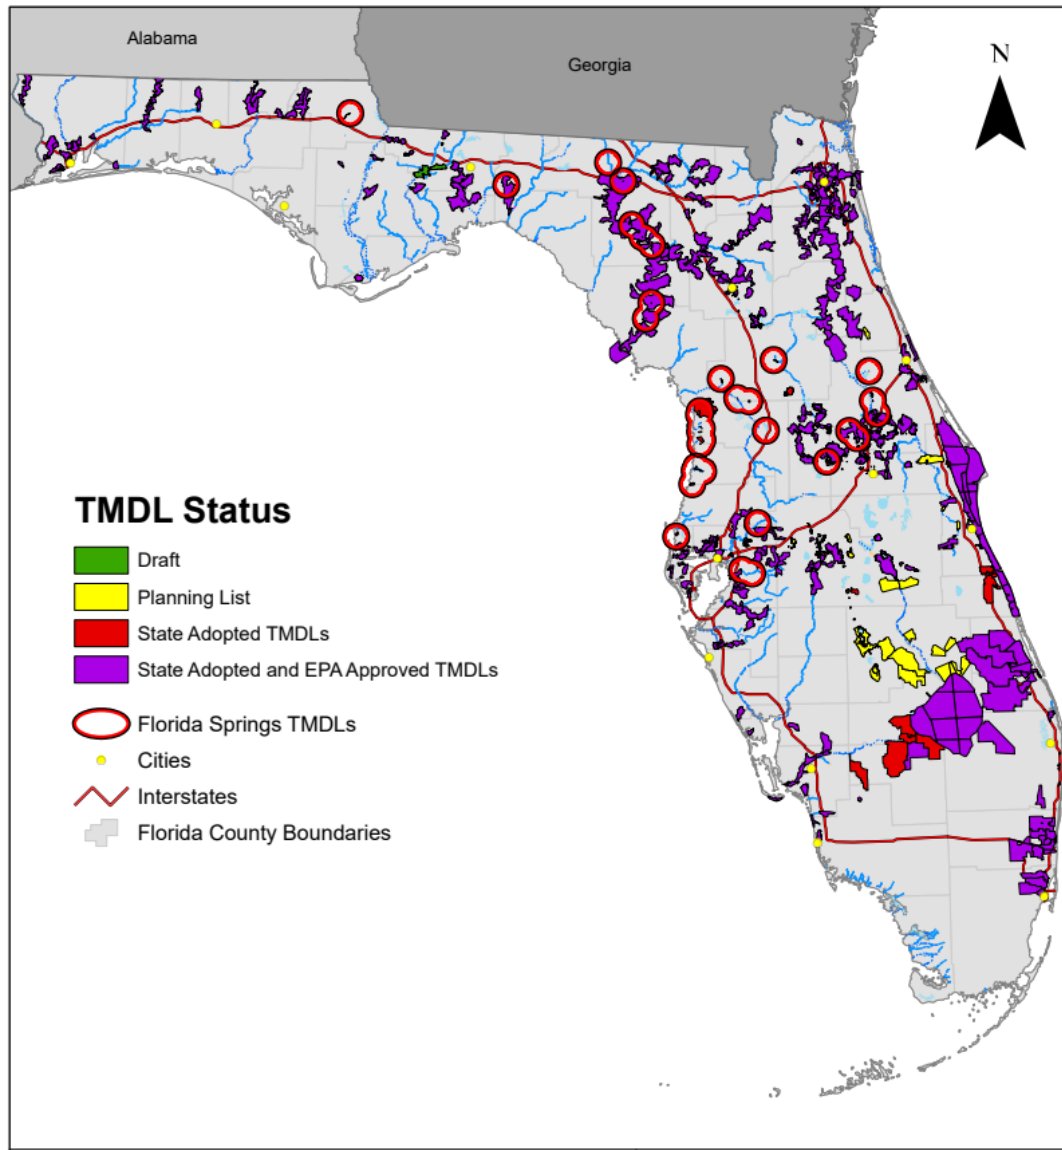 Alabama
Georgia
N
TMDL Status
Draft
Planning List
State Adopted TMDLs
State Adopted and EPA Approved TMDLs
Florida Springs TMDLs
Cities
Interstates
Florida County Boundaries